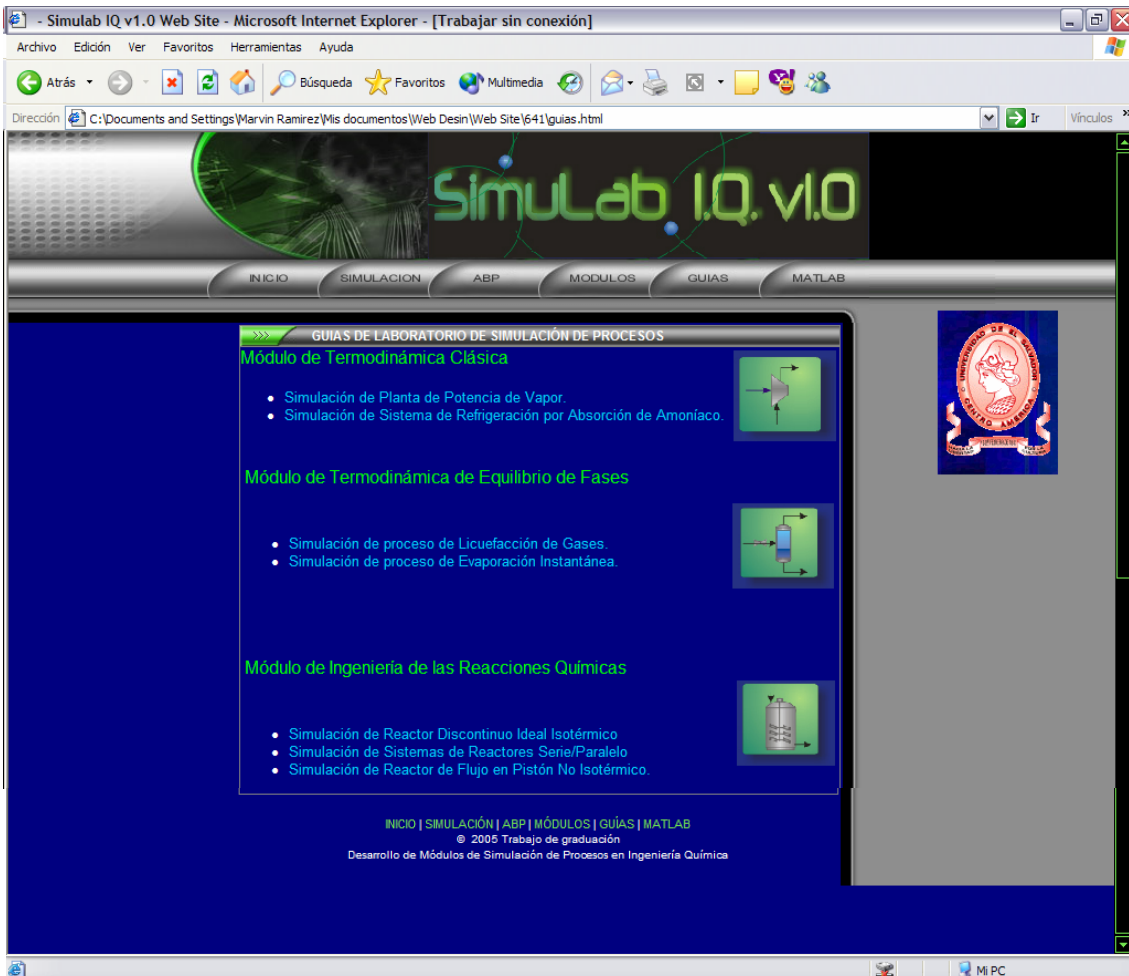 - Simulab IQ v1.0 Web Site - Microsoft Internet Explorer - [Trabajar sin conexión]
Archivo Edición Ver Favoritos Herramientas Ayuda
Atrás Búsqueda Favoritos Multimedia
Dirección C:\Documents and Settings\Marvin Ramirez\Mis documentos\Web Desin\Web Site\641\guias.html Ir Vínculos »
SimuLab I.Q. v1.0
INICIO SIMULACION ABP MODULOS GUIAS MATLAB
>>> GUIAS DE LABORATORIO DE SIMULACIÓN DE PROCESOS
Módulo de Termodinámica Clásica
• Simulación de Planta de Potencia de Vapor.
• Simulación de Sistema de Refrigeración por Absorción de Amoníaco.
UNIVERSIDAD DE EL SALVADOR
CENTRO AMERICA
Módulo de Termodinámica de Equilibrio de Fases
• Simulación de proceso de Licuefacción de Gases.
• Simulación de proceso de Evaporación Instantánea.
Módulo de Ingeniería de las Reacciones Químicas
• Simulación de Reactor Discontinuo Ideal Isotérmico
• Simulación de Sistemas de Reactores Serie/Paralelo
• Simulación de Reactor de Flujo en Pistón No Isotérmico.
INICIO | SIMULACIÓN | ABP | MÓDULOS | GUÍAS | MATLAB
© 2005 Trabajo de graduación
Desarrollo de Módulos de Simulación de Procesos en Ingeniería Química
Mi PC